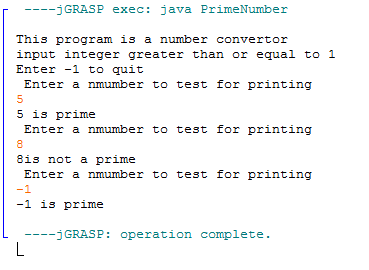 ----jGRASP exec: java PrimeNumber
This program is a number convertor
input integer greater than or equal to 1
Enter -1 to quit
Enter a nmumber to test for printing
5
5 is prime
Enter a nmumber to test for printing
8
8is not a prime
Enter a nmumber to test for printing
-1
-1 is prime
----jGRASP: operation complete.